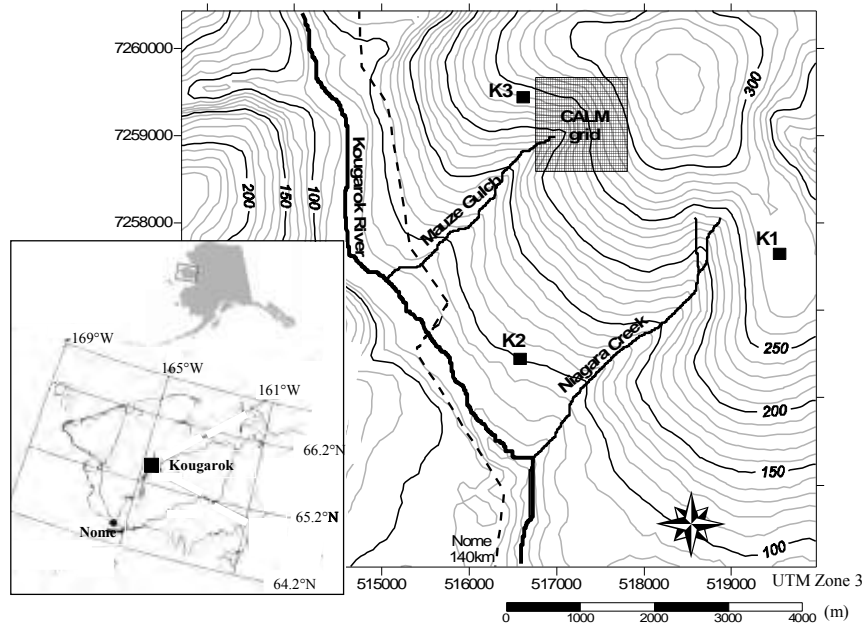 7260000
7259000
7258000
K3
CALM
grid
300
200
150
100
Kougarok River
Mauze Gulch
K1
K2
Niagara Creek
250
200
150
100
Nome
140km
169°W
165°W
161°W
66.2°N
Kougarok
65.2°N
Nome
64.2°N
515000
516000
517000
518000
519000
UTM Zone 3
0
1000
2000
3000
4000
(m)